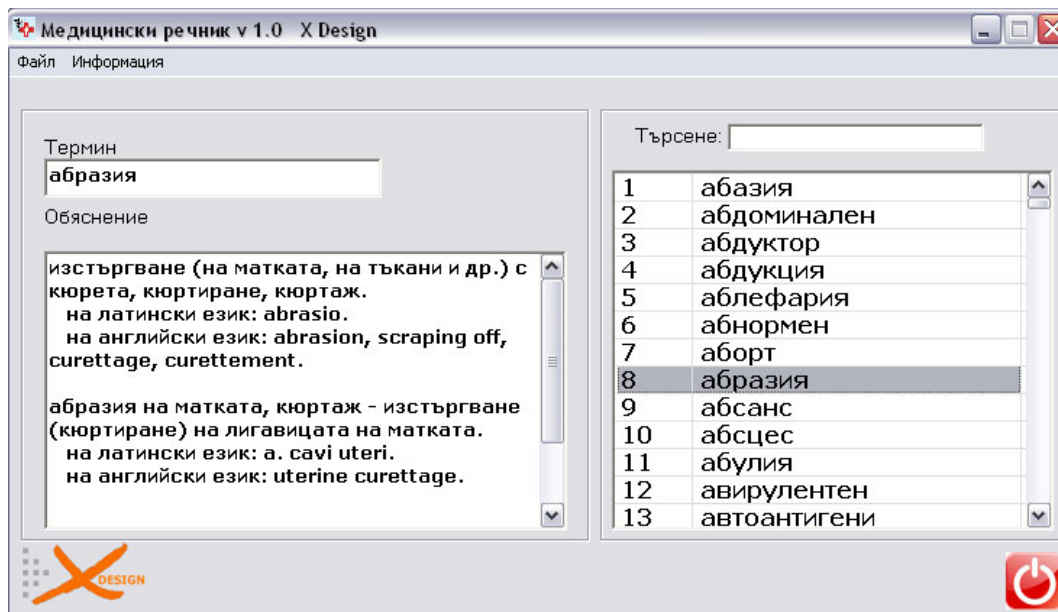 Медицински речник v 1.0 X Design
Файл Информация
Термин
абразия
Обяснение
изстъргване (на матката, на тъкани и др.) с
кюрета, кюртиране, кюртаж.
на латински език: abrasio.
на английски език: abrasion, scraping off,
curettage, curettement.
абразия на матката, кюртаж - изстъргване
(кюртиране) на лигавицата на матката.
на латински език: a. cavi uteri.
на английски език: uterine curettage.
Търсене:
1 абазия
2 абдоминален
3 абдуктор
4 абдукция
5 аблефария
6 абнормен
7 аборт
8 абразия
9 абсанс
10 абсцес
11 абулия
12 авирулентен
13 автоантигени
X DESIGN